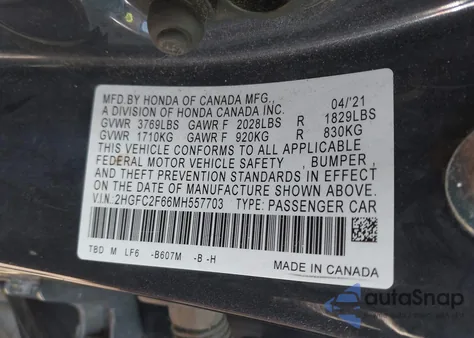 MFD.BY HONDA OF CANADA MFG., 04/'21
A DIVISION OF HONDA CANADA INC.
GVWR 3769LBS GAWR F 2028LBS R 1829LBS
GVWR 1710KG GAWR F 920KG R 830KG
THIS VEHICLE CONFORMS TO ALL APPLICABLE
FEDERAL MOTOR VEHICLE SAFETY , BUMPER ,
AND THEFT PREVENTION STANDARDS IN EFFECT
ON THE DATE OF MANUFACTURE SHOWN ABOVE.
V.I.N:2HGFC2F66MH557703 TYPE: PASSENGER CAR
TBD M LF6 -B607M -B -H
MADE IN CANADA
autoSnap